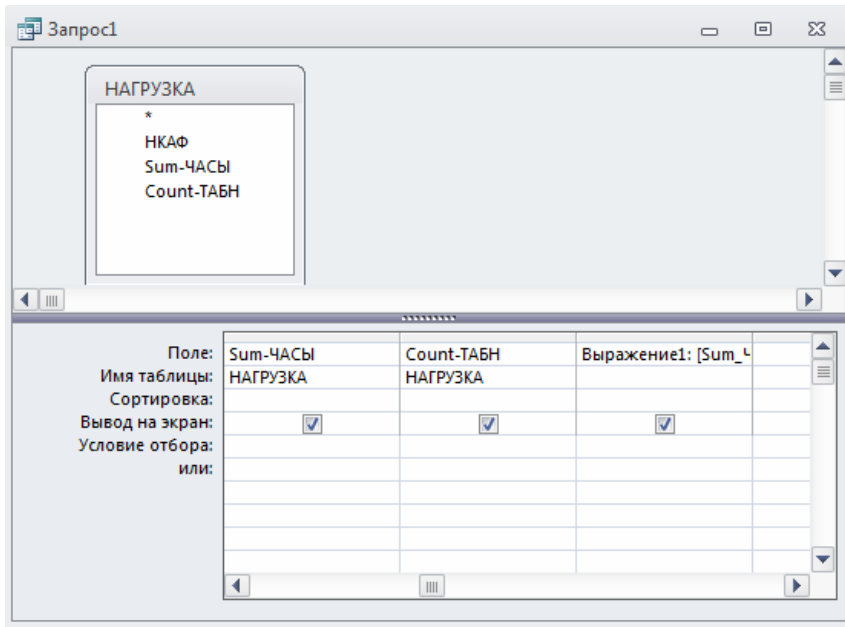 Запрос1
НАГРУЗКА
*
НКАФ
Sum-ЧАСЫ
Count-ТАБН
Поле: Sum-ЧАСЫ Count-ТАБН Выражение1: [Sum_Ч
Имя таблицы: НАГРУЗКА НАГРУЗКА
Сортировка:
Вывод на экран:
Условие отбора:
или: